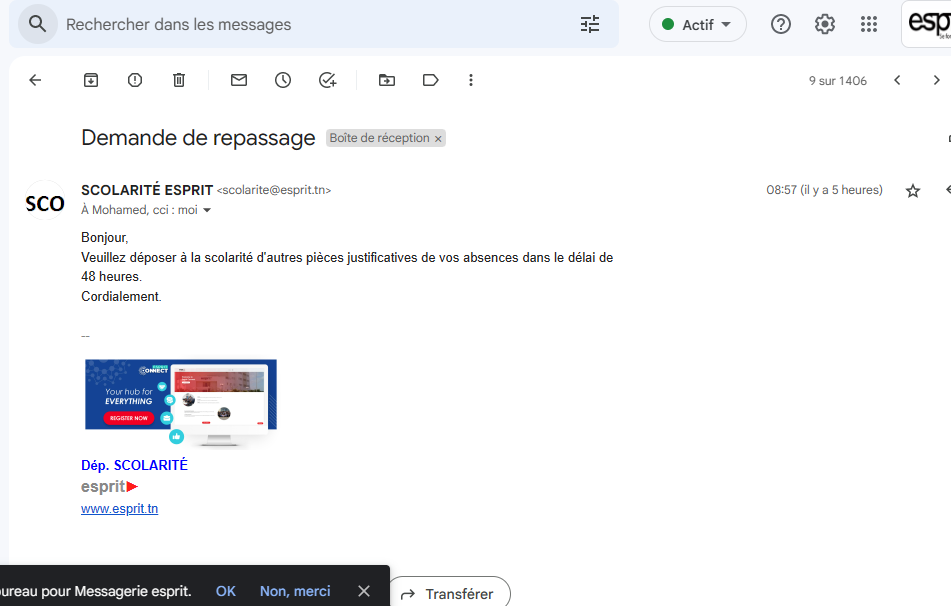 Rechercher dans les messages
Actif
esp
9 sur 1406
Demande de repassage
Boîte de réception ×
SCOLARITÉ ESPRIT <scolarite@esprit.tn>
08:57 (il y a 5 heures)
SCO
À Mohamed, cci : moi
Bonjour,
Veuillez déposer à la scolarité d'autres pièces justificatives de vos absences dans le délai de
48 heures.
Cordialement.
--
CONNECT
Your hub for
EVERYTHING
REGISTER NOW
Dép. SCOLARITÉ
esprit
www.esprit.tn
ureau pour Messagerie esprit.
OK
Non, merci
Transférer